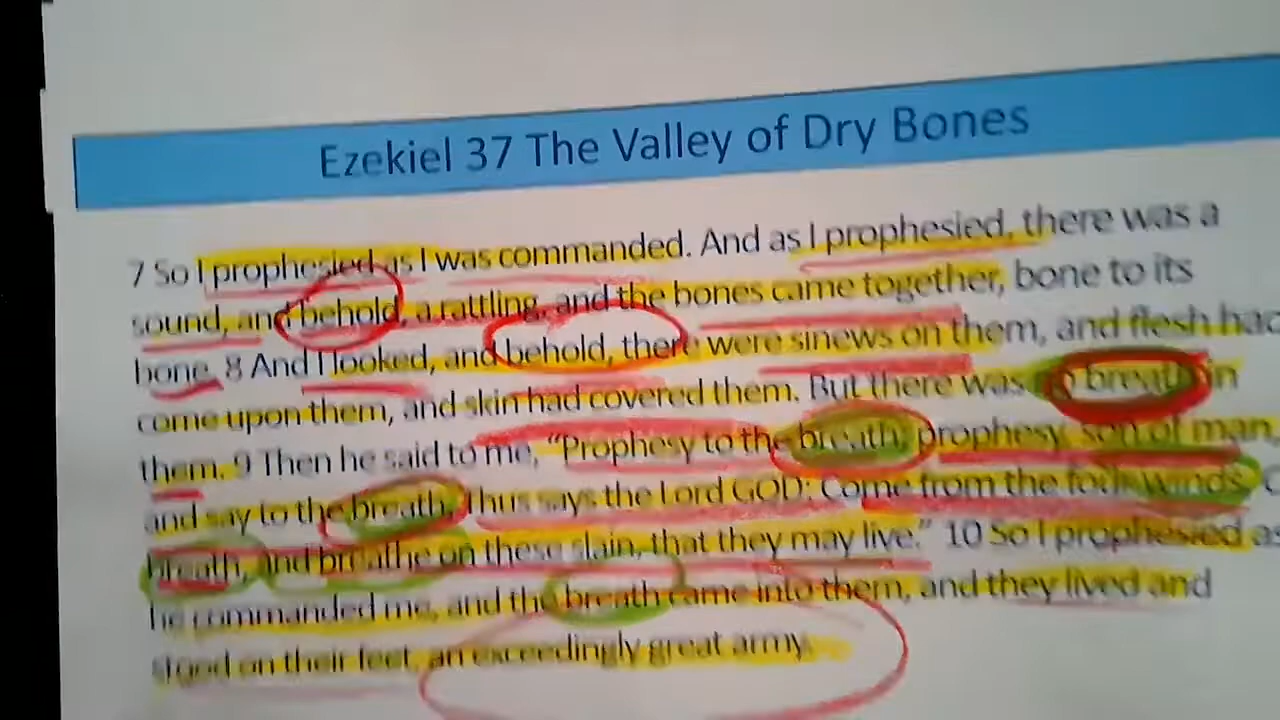 Ezekiel 37 The Valley of Dry Bones
7 So I prophesied as I was commanded. And as I prophesied, there was a
sound, and behold, a rattling, and the bones came together, bone to its
bone. 8 And I looked, and behold, there were sinews on them, and flesh had
come upon them, and skin had covered them. But there was no breath in
them. 9 Then he said to me, “Prophesy to the breath; prophesy, son of man,
and say to the breath, Thus says the Lord GOD: Come from the four winds,
breath, and breathe on these slain, that they may live.” 10 So I prophesied as
he commanded me, and the breath came into them, and they lived and
stood on their feet, an exceedingly great army.